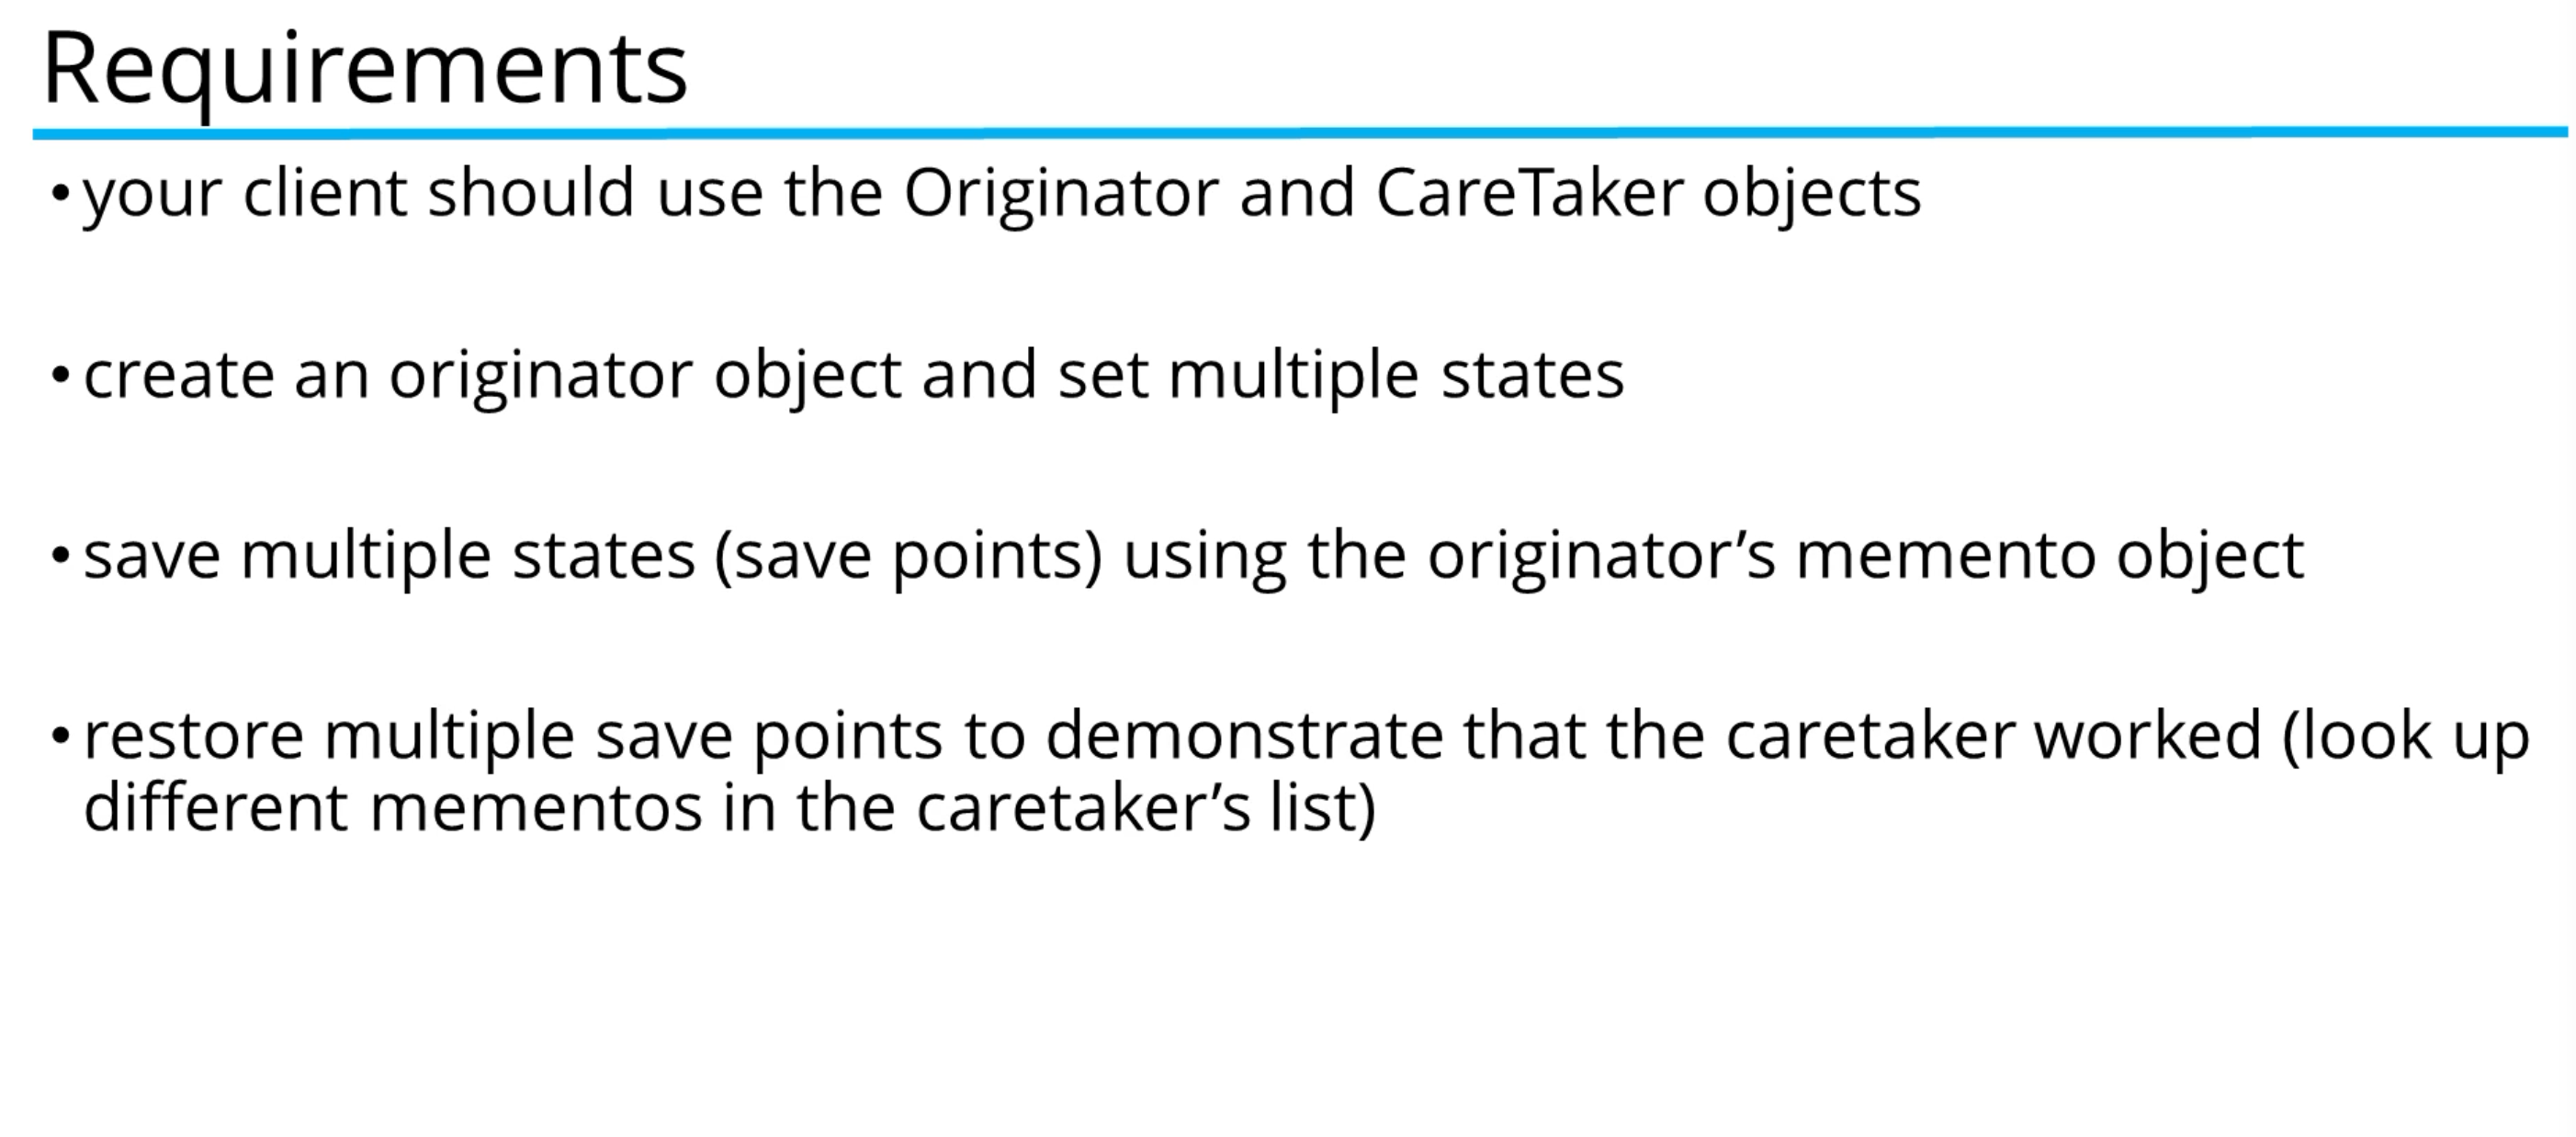 Requirements
•your client should use the Originator and CareTaker objects
•create an originator object and set multiple states
•save multiple states (save points) using the originator’s memento object
•restore multiple save points to demonstrate that the caretaker worked (look up
different mementos in the caretaker’s list)